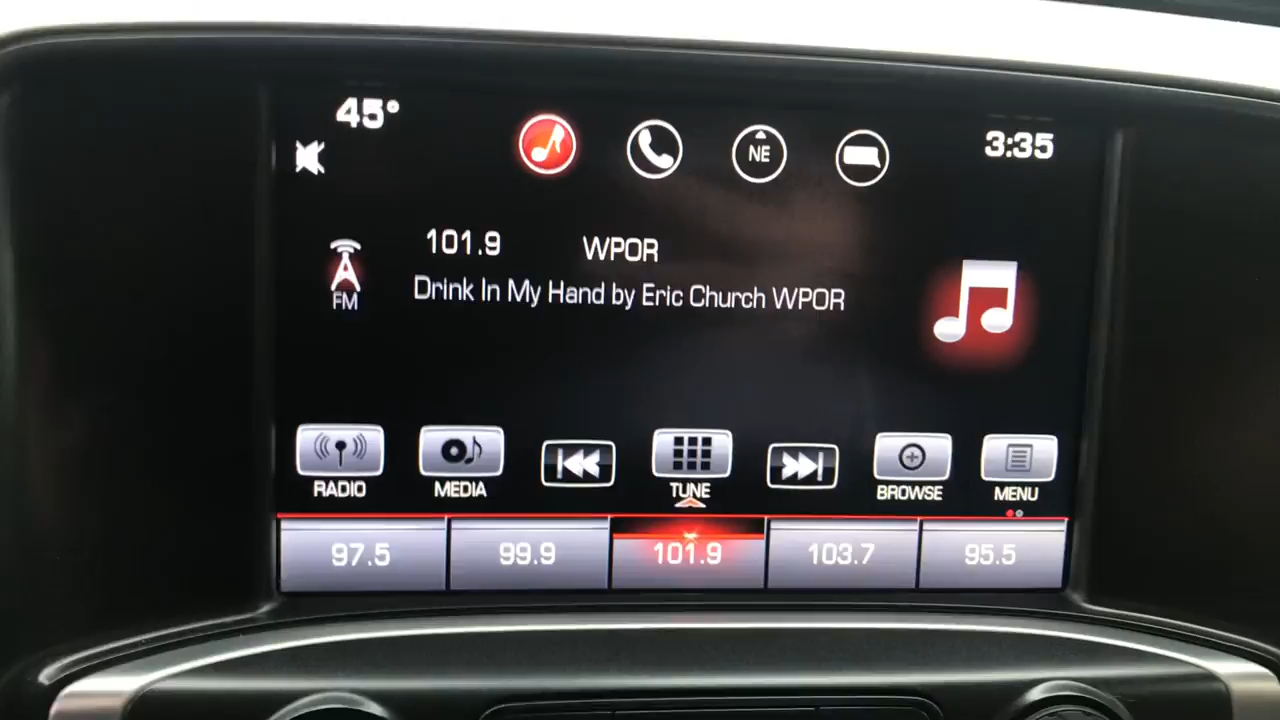 45°
NE
3:35
101.9 WPOR
Drink In My Hand by Eric Church WPOR
FM
RADIO MEDIA TUNE BROWSE MENU
97.5 99.9 101.9 103.7 95.5